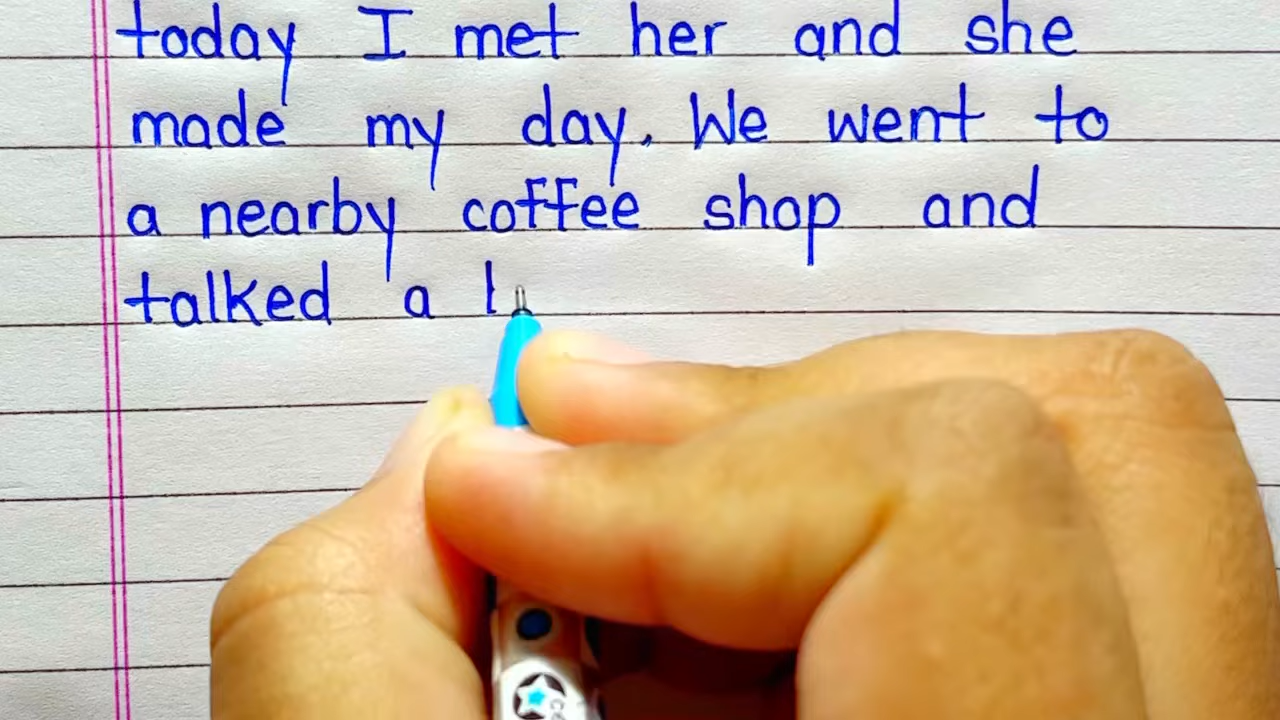 today I met her and she
made my day. We went to
a nearby coffee shop and
talked a l